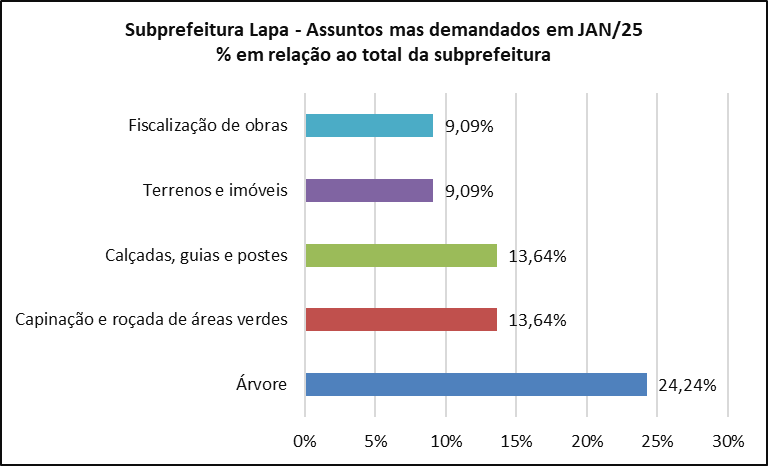 Subprefeitura Lapa - Assuntos mas demandados em JAN/25
% em relação ao total da subprefeitura
Fiscalização de obras 9,09%
Terrenos e imóveis 9,09%
Calçadas, guias e postes 13,64%
Capinação e roçada de áreas verdes 13,64%
Árvore 24,24%
0% 5% 10% 15% 20% 25% 30%